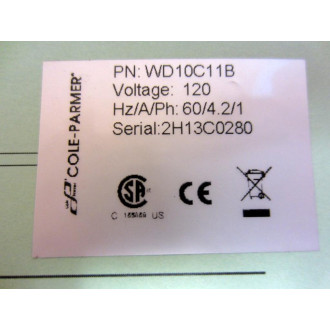 PN: WD10C11B
Voltage: 120
Hz/A/Ph: 60/4.2/1
Serial:2H13C0280
COLE-PARMER®
CE
C US